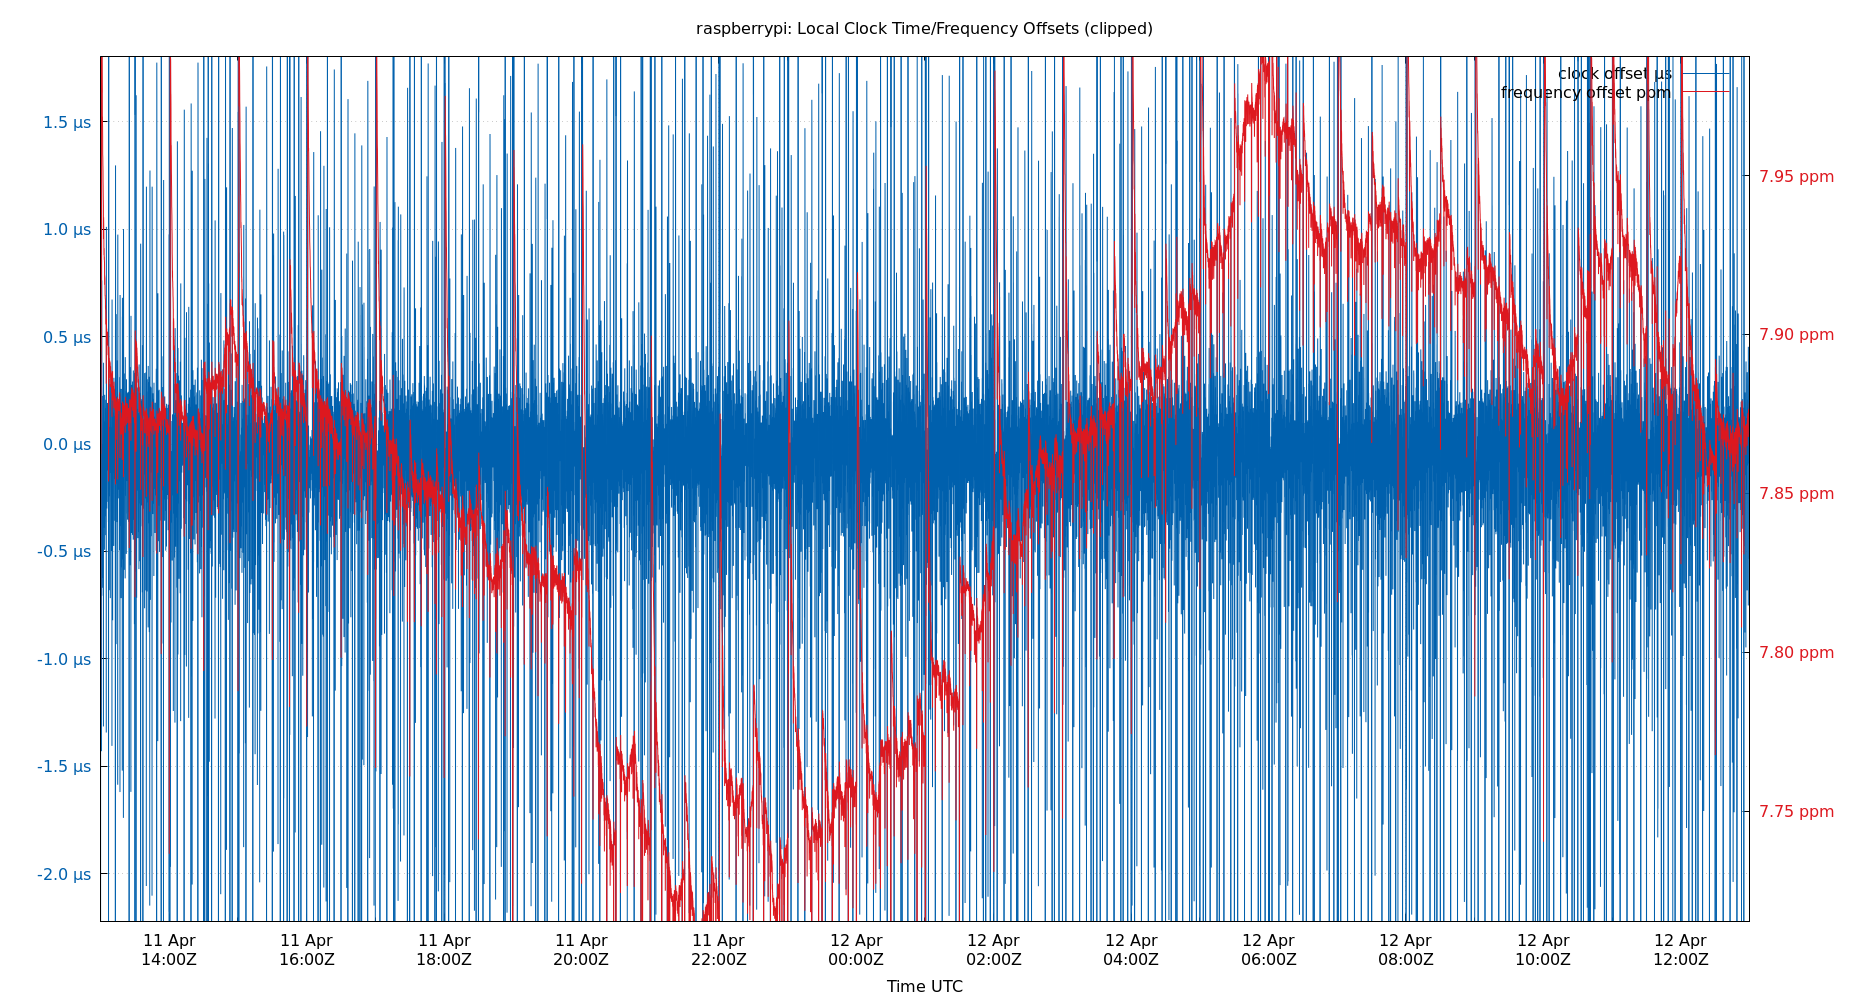 raspberrypi: Local Clock Time/Frequency Offsets (clipped)
clock offset µs
frequency offset ppm
1.5 µs
1.0 µs
0.5 µs
0.0 µs
-0.5 µs
-1.0 µs
-1.5 µs
-2.0 µs
7.95 ppm
7.90 ppm
7.85 ppm
7.80 ppm
7.75 ppm
11 Apr 11 Apr 11 Apr 11 Apr 11 Apr 12 Apr 12 Apr 12 Apr 12 Apr 12 Apr 12 Apr 12 Apr
14:00Z 16:00Z 18:00Z 20:00Z 22:00Z 00:00Z 02:00Z 04:00Z 06:00Z 08:00Z 10:00Z 12:00Z
Time UTC